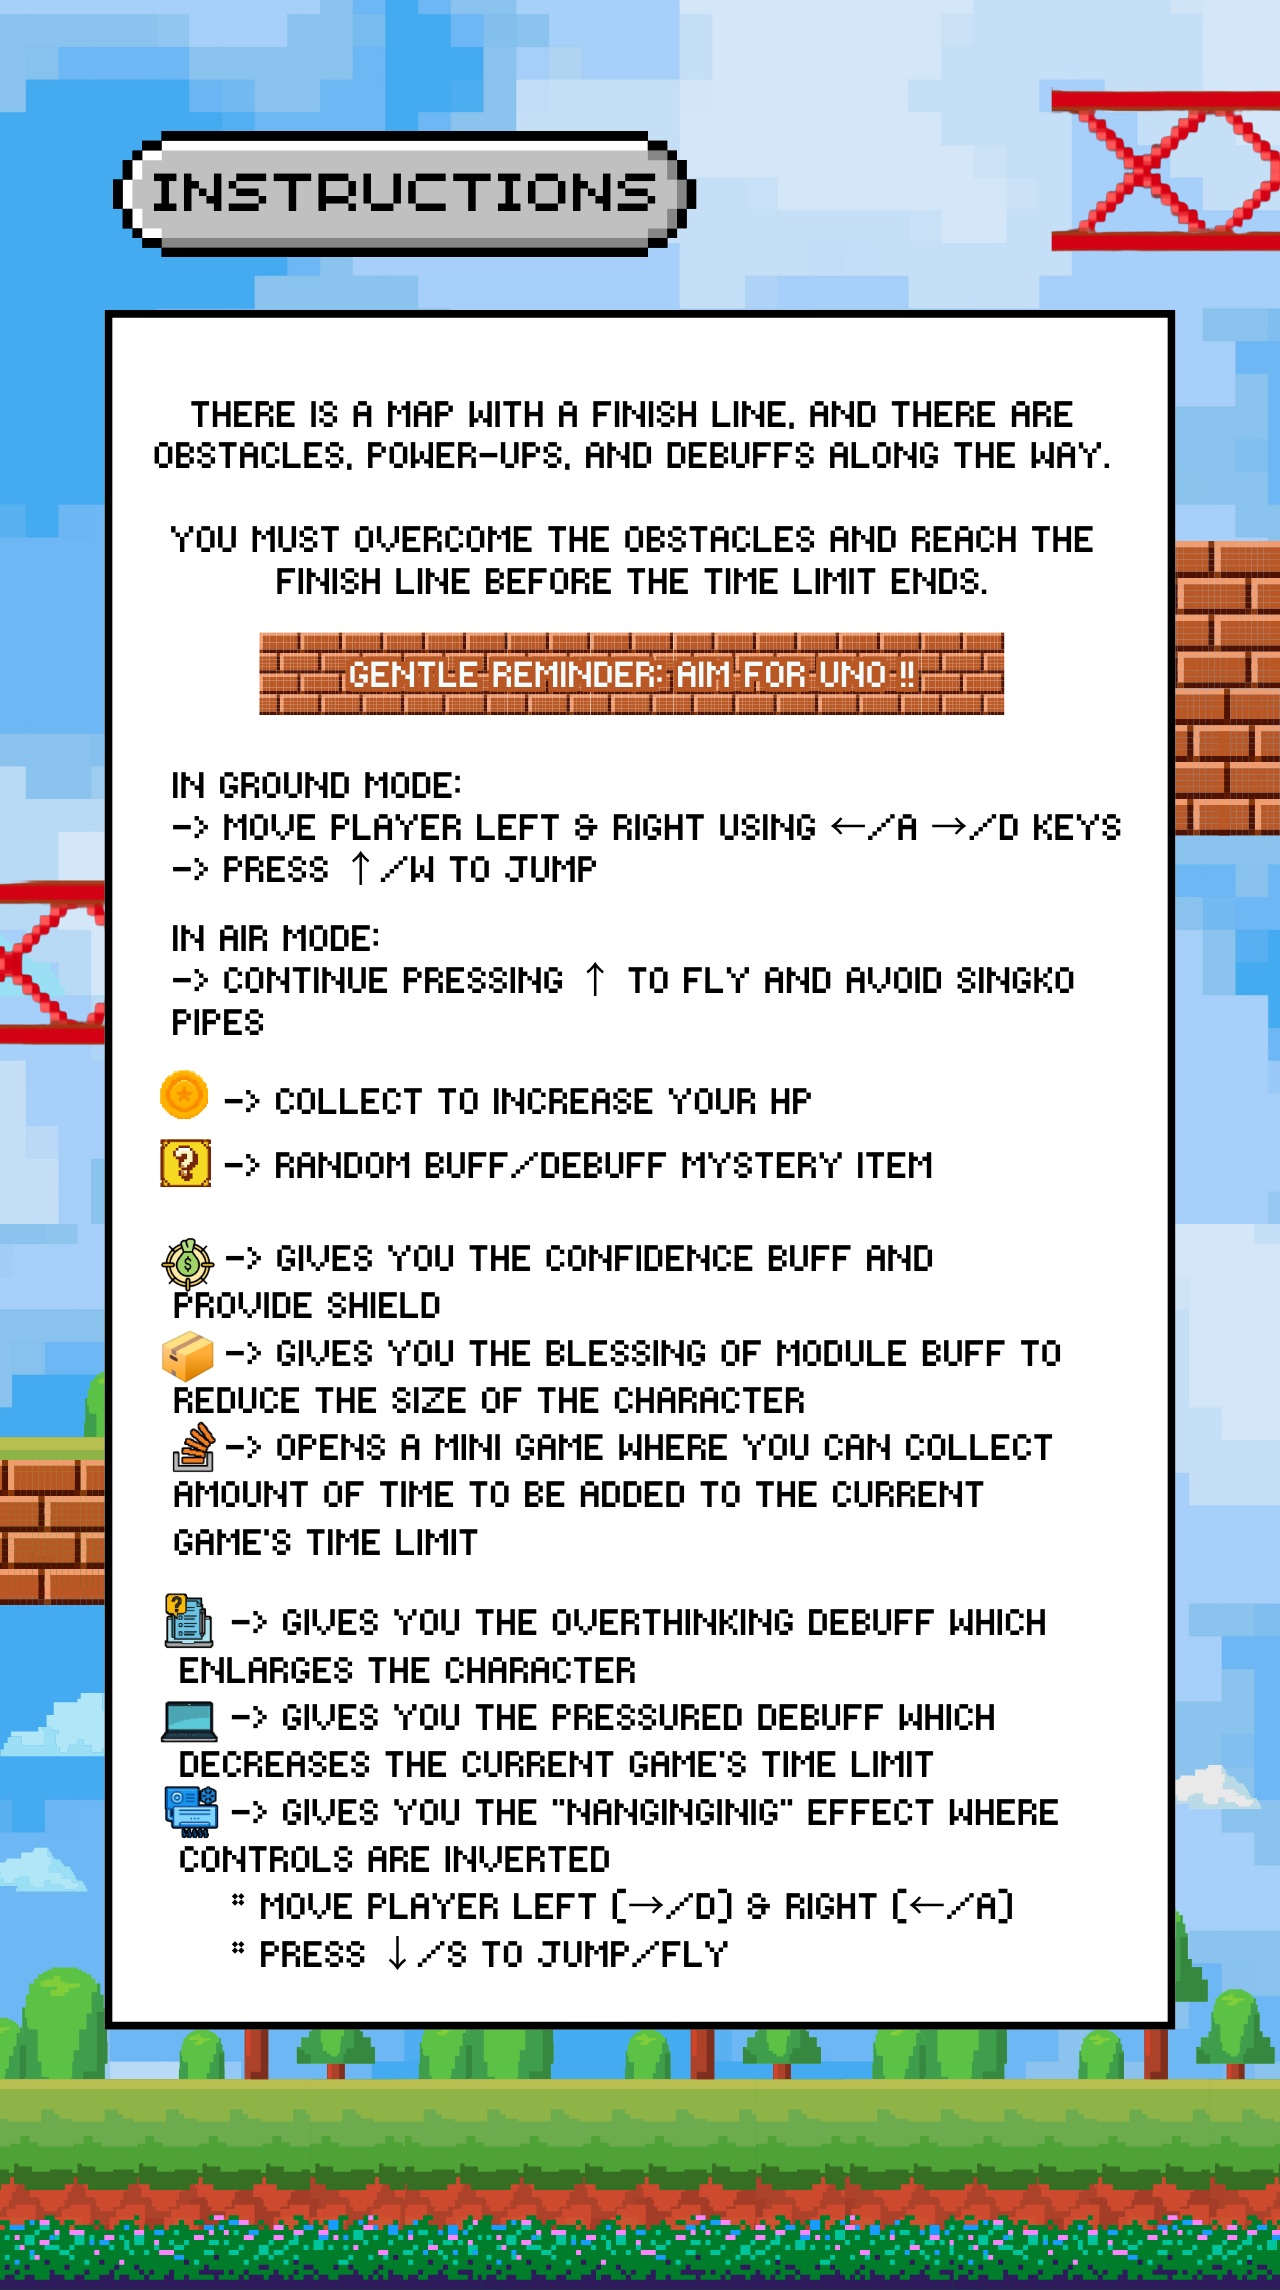 INSTRUCTIONS
THERE IS A MAP WITH A FINISH LINE, AND THERE ARE
OBSTACLES, POWER-UPS, AND DEBUFFS ALONG THE WAY.
YOU MUST OVERCOME THE OBSTACLES AND REACH THE
FINISH LINE BEFORE THE TIME LIMIT ENDS.
GENTLE REMINDER: AIM FOR UNO !!
IN GROUND MODE:
-> MOVE PLAYER LEFT & RIGHT USING ←/A →/D KEYS
-> PRESS ↑/W TO JUMP
IN AIR MODE:
-> CONTINUE PRESSING ↑ TO FLY AND AVOID SINGKO
PIPES
-> COLLECT TO INCREASE YOUR HP
? -> RANDOM BUFF/DEBUFF MYSTERY ITEM
$ -> GIVES YOU THE CONFIDENCE BUFF AND
PROVIDE SHIELD
-> GIVES YOU THE BLESSING OF MODULE BUFF TO
REDUCE THE SIZE OF THE CHARACTER
-> OPENS A MINI GAME WHERE YOU CAN COLLECT
AMOUNT OF TIME TO BE ADDED TO THE CURRENT
GAME'S TIME LIMIT
? -> GIVES YOU THE OVERTHINKING DEBUFF WHICH
ENLARGES THE CHARACTER
-> GIVES YOU THE PRESSURED DEBUFF WHICH
DECREASES THE CURRENT GAME'S TIME LIMIT
-> GIVES YOU THE "NANGINGINIG" EFFECT WHERE
CONTROLS ARE INVERTED
* MOVE PLAYER LEFT (→/D) & RIGHT (←/A)
* PRESS ↓/S TO JUMP/FLY